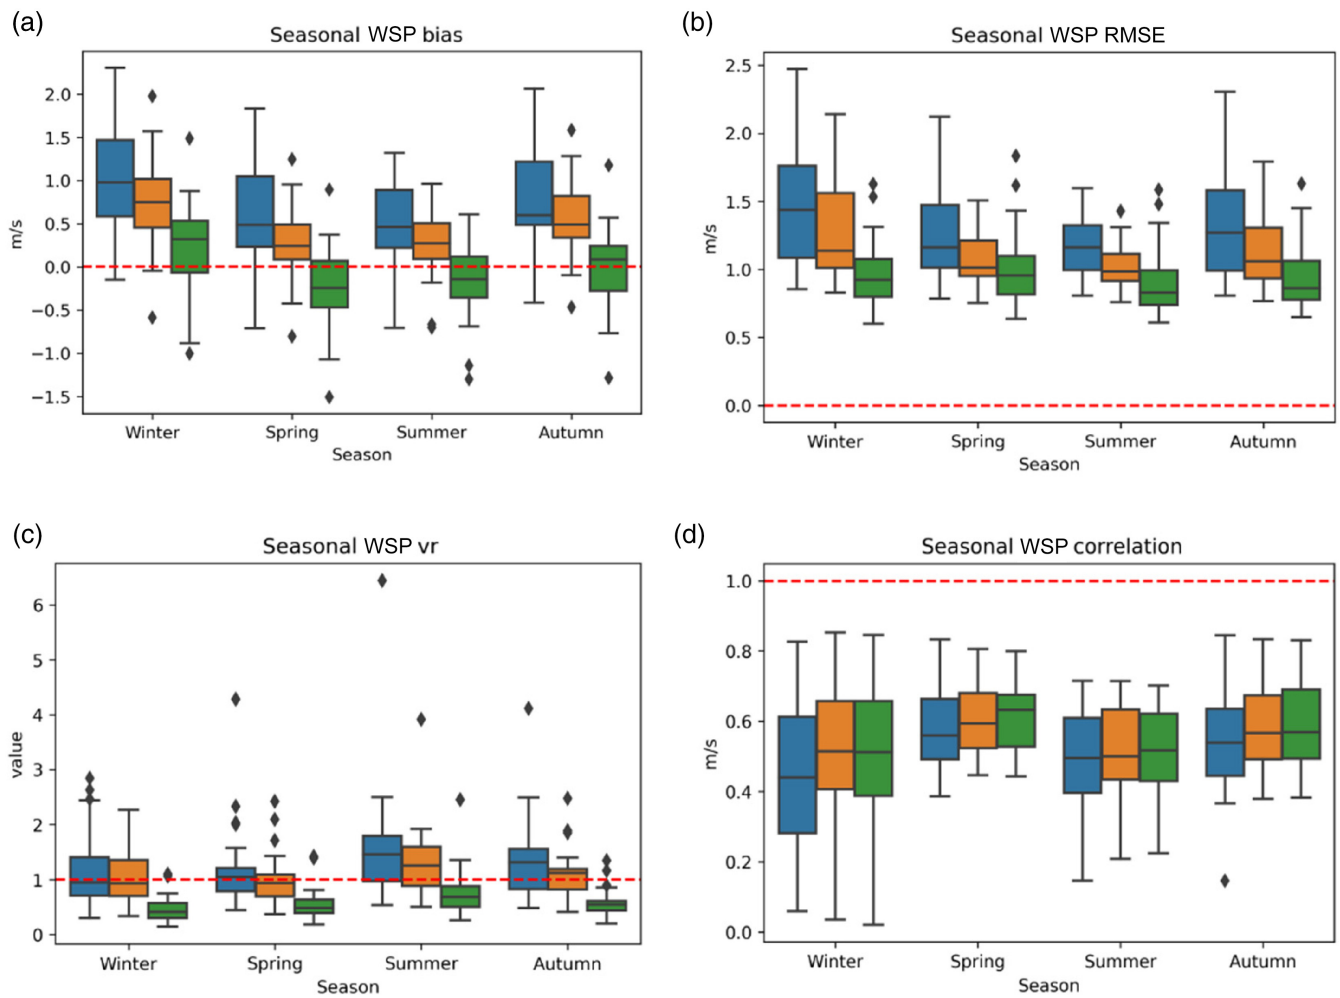 (a)
Seasonal WSP bias
2.0
1.5
1.0
0.5
0.0
−0.5
−1.0
−1.5
m/s
Winter Spring Summer Autumn
Season
(b)
Seasonal WSP RMSE
2.5
2.0
1.5
1.0
0.5
0.0
m/s
Winter Spring Summer Autumn
Season
(c)
Seasonal WSP vr
6
5
4
3
2
1
0
value
Winter Spring Summer Autumn
Season
(d)
Seasonal WSP correlation
1.0
0.8
0.6
0.4
0.2
0.0
m/s
Winter Spring Summer Autumn
Season